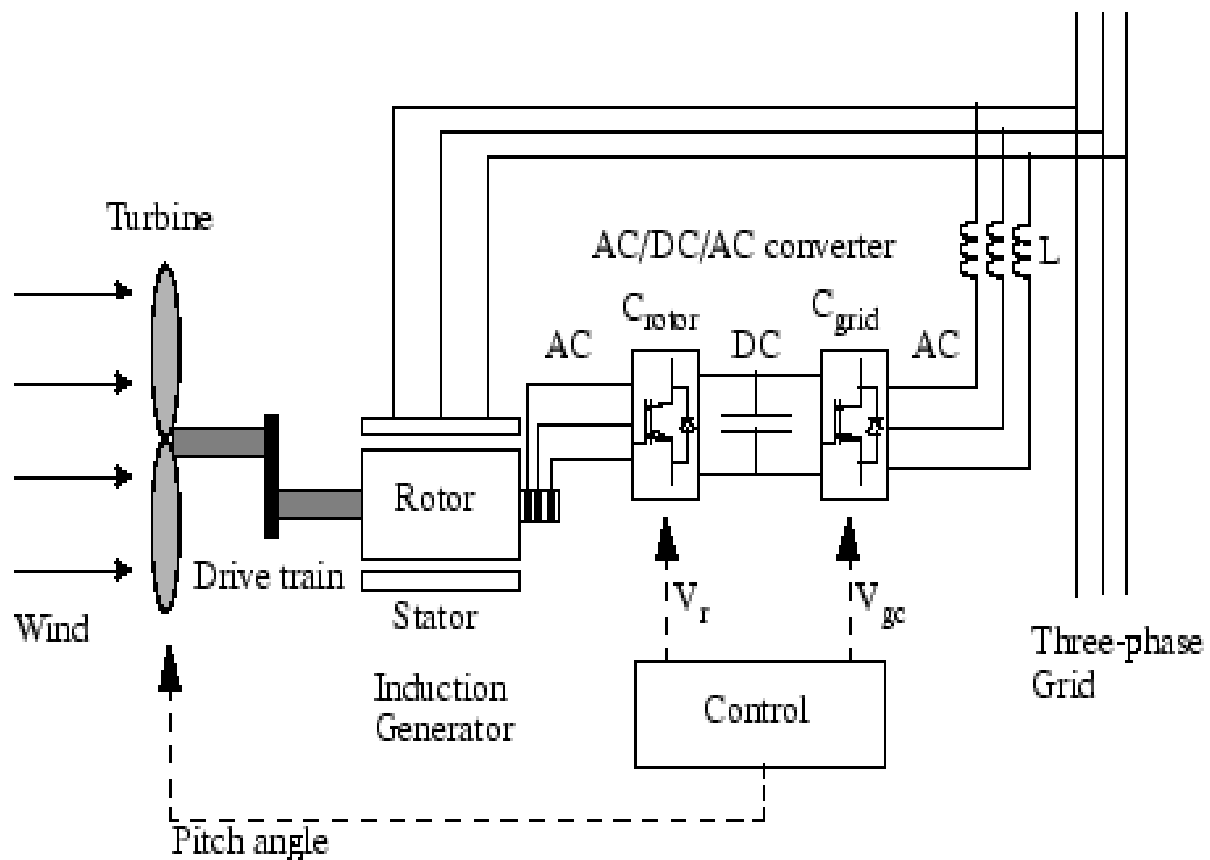 Turbine
AC/DC/AC converter
L
C_rotor
C_grid
AC
DC
AC
Rotor
Drive train
Stator
Wind
V_r
V_gc
Three-phase
Grid
Induction
Generator
Control
Pitch angle